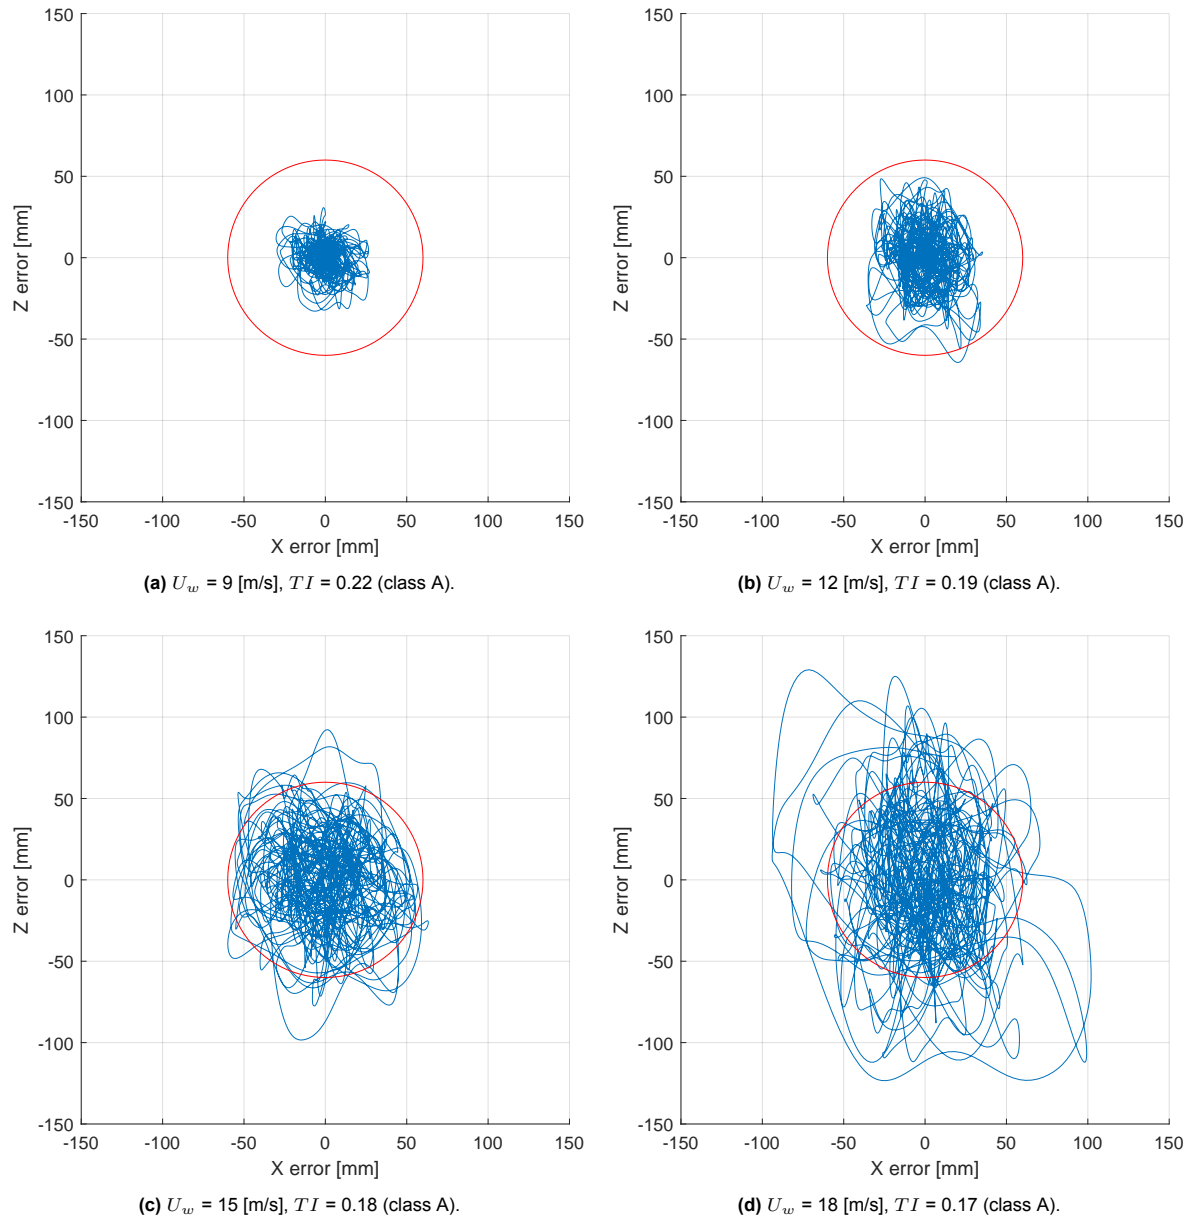 150
100
50
0
-50
-100
-150
-150 -100 -50 0 50 100 150
Z error [mm]
X error [mm]
(a) U_w = 9 [m/s], TI = 0.22 (class A).
150
100
50
0
-50
-100
-150
-150 -100 -50 0 50 100 150
Z error [mm]
X error [mm]
(b) U_w = 12 [m/s], TI = 0.19 (class A).
150
100
50
0
-50
-100
-150
-150 -100 -50 0 50 100 150
Z error [mm]
X error [mm]
(c) U_w = 15 [m/s], TI = 0.18 (class A).
150
100
50
0
-50
-100
-150
-150 -100 -50 0 50 100 150
Z error [mm]
X error [mm]
(d) U_w = 18 [m/s], TI = 0.17 (class A).